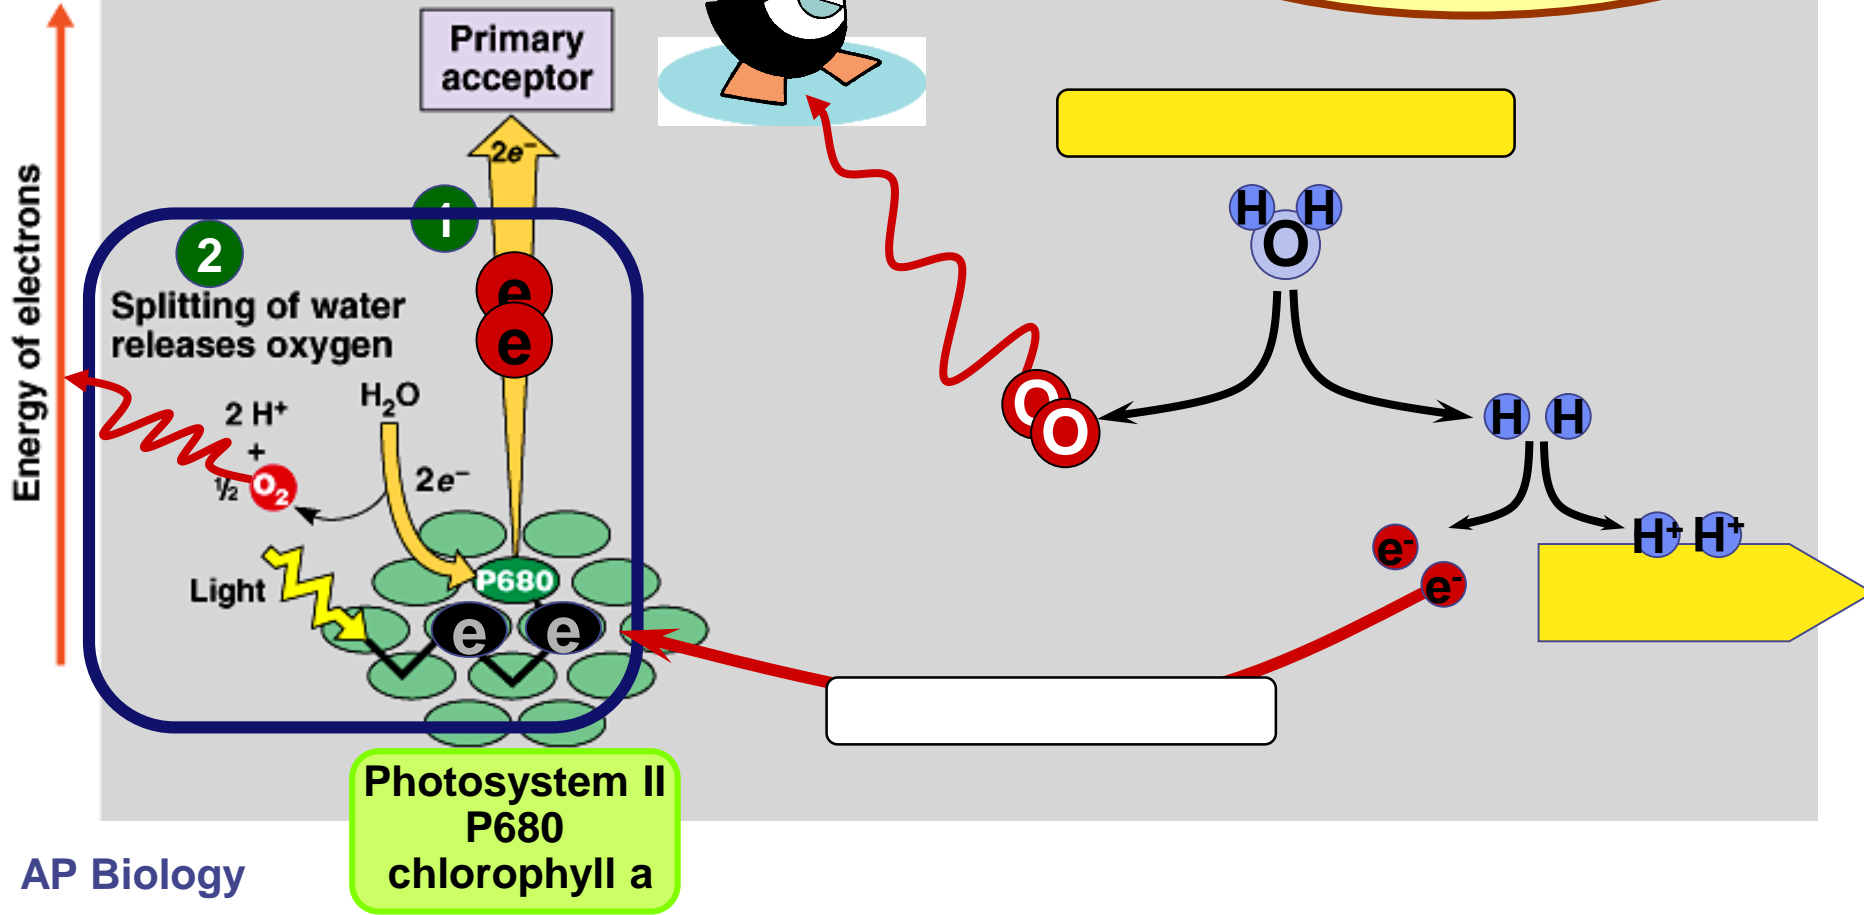 Primary
acceptor
2e⁻
1
2
Energy of electrons
e
e
Splitting of water
releases oxygen
H₂O
2 H⁺
+
½ O₂
2e⁻
Light
P680
e e
H H
O
O
O
H H
e⁻
e⁻
H⁺ H⁺
Photosystem II
P680
chlorophyll a
AP Biology